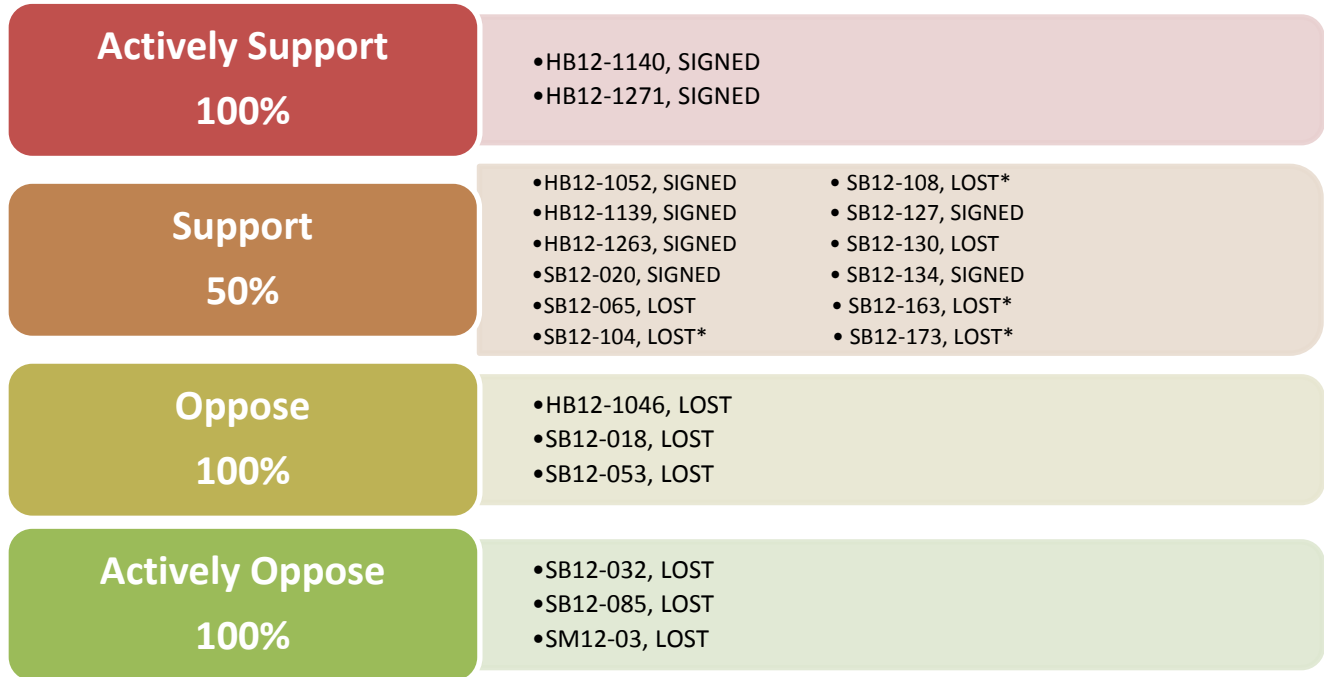 Actively Support
100%
•HB12-1140, SIGNED
•HB12-1271, SIGNED
Support
50%
•HB12-1052, SIGNED • SB12-108, LOST*
•HB12-1139, SIGNED • SB12-127, SIGNED
•HB12-1263, SIGNED • SB12-130, LOST
•SB12-020, SIGNED • SB12-134, SIGNED
•SB12-065, LOST • SB12-163, LOST*
•SB12-104, LOST* • SB12-173, LOST*
Oppose
100%
•HB12-1046, LOST
•SB12-018, LOST
•SB12-053, LOST
Actively Oppose
100%
•SB12-032, LOST
•SB12-085, LOST
•SM12-03, LOST